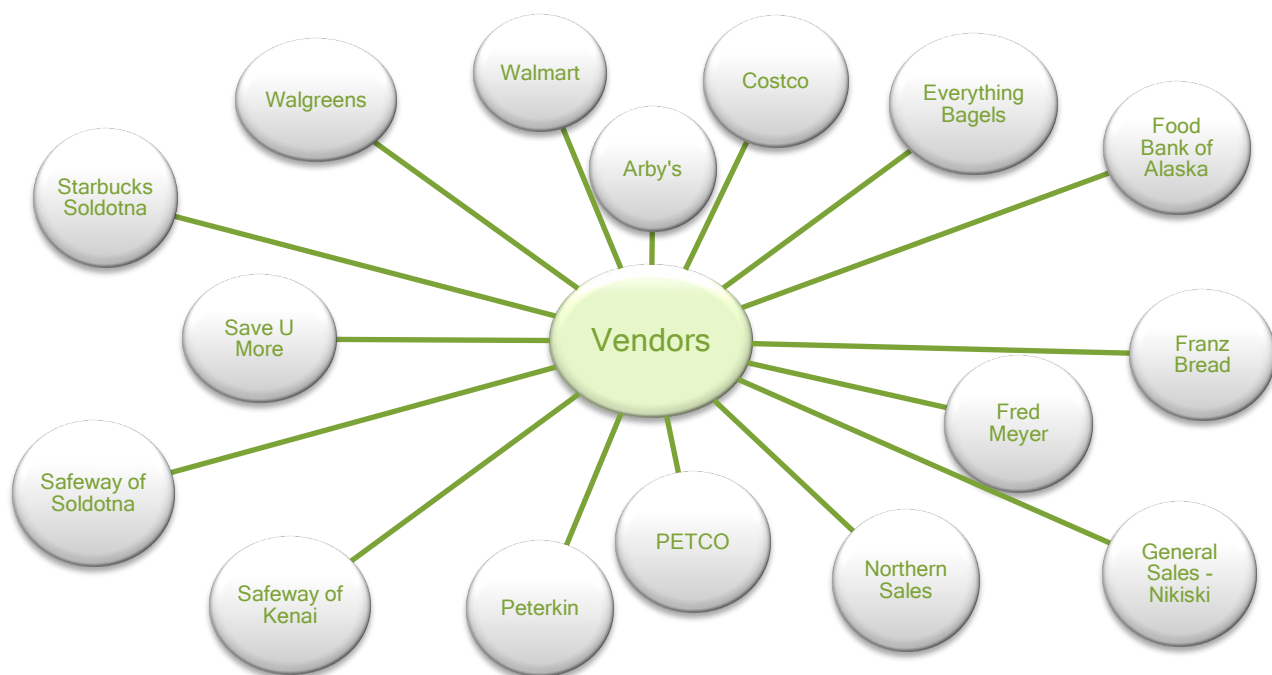 Walmart
Costco
Walgreens
Everything
Bagels
Food
Bank of
Alaska
Arby's
Starbucks
Soldotna
Save U
More
Vendors
Franz
Bread
Fred
Meyer
Safeway of
Soldotna
PETCO
General
Sales -
Nikiski
Northern
Sales
Safeway of
Kenai
Peterkin